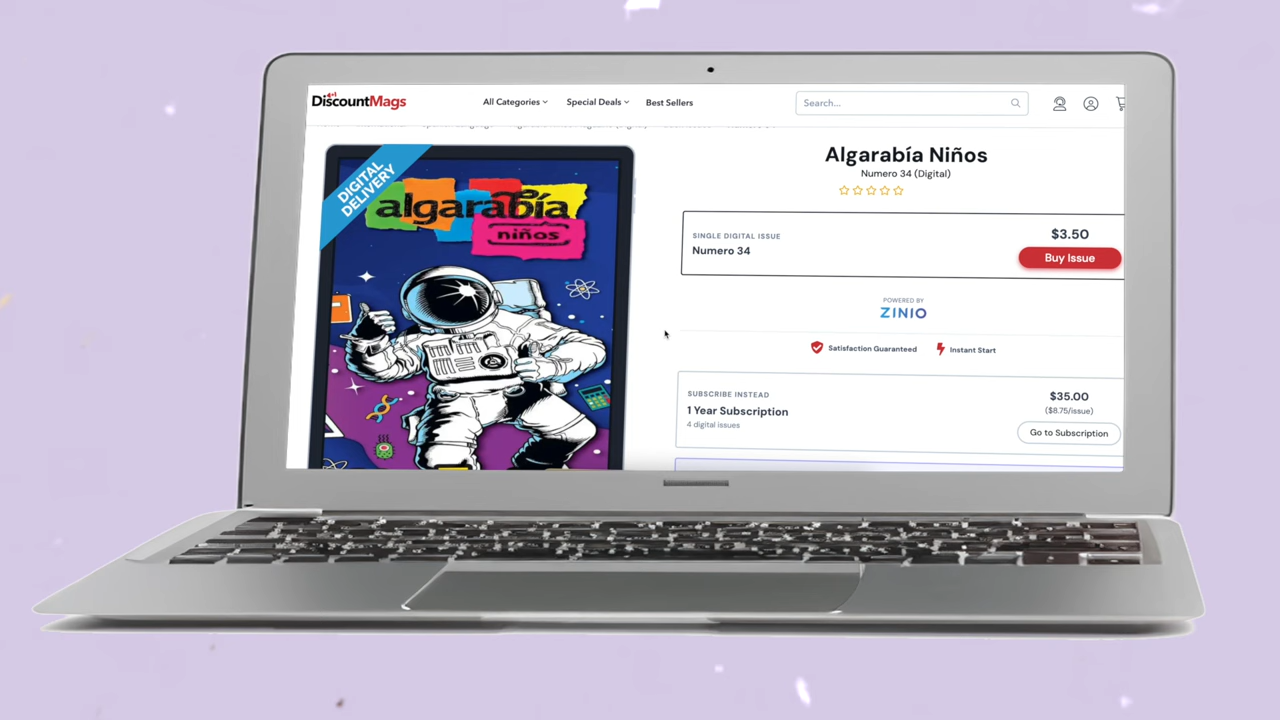 DiscountMags
All Categories
Special Deals
Best Sellers
Search...
DIGITAL
DELIVERY
algarabía
niños
Algarabía Niños
Numero 34 (Digital)
SINGLE DIGITAL ISSUE
Numero 34
$3.50
Buy Issue
POWERED BY
ZINIO
Satisfaction Guaranteed
Instant Start
SUBSCRIBE INSTEAD
1 Year Subscription
4 digital issues
$35.00
($8.75/issue)
Go to Subscription